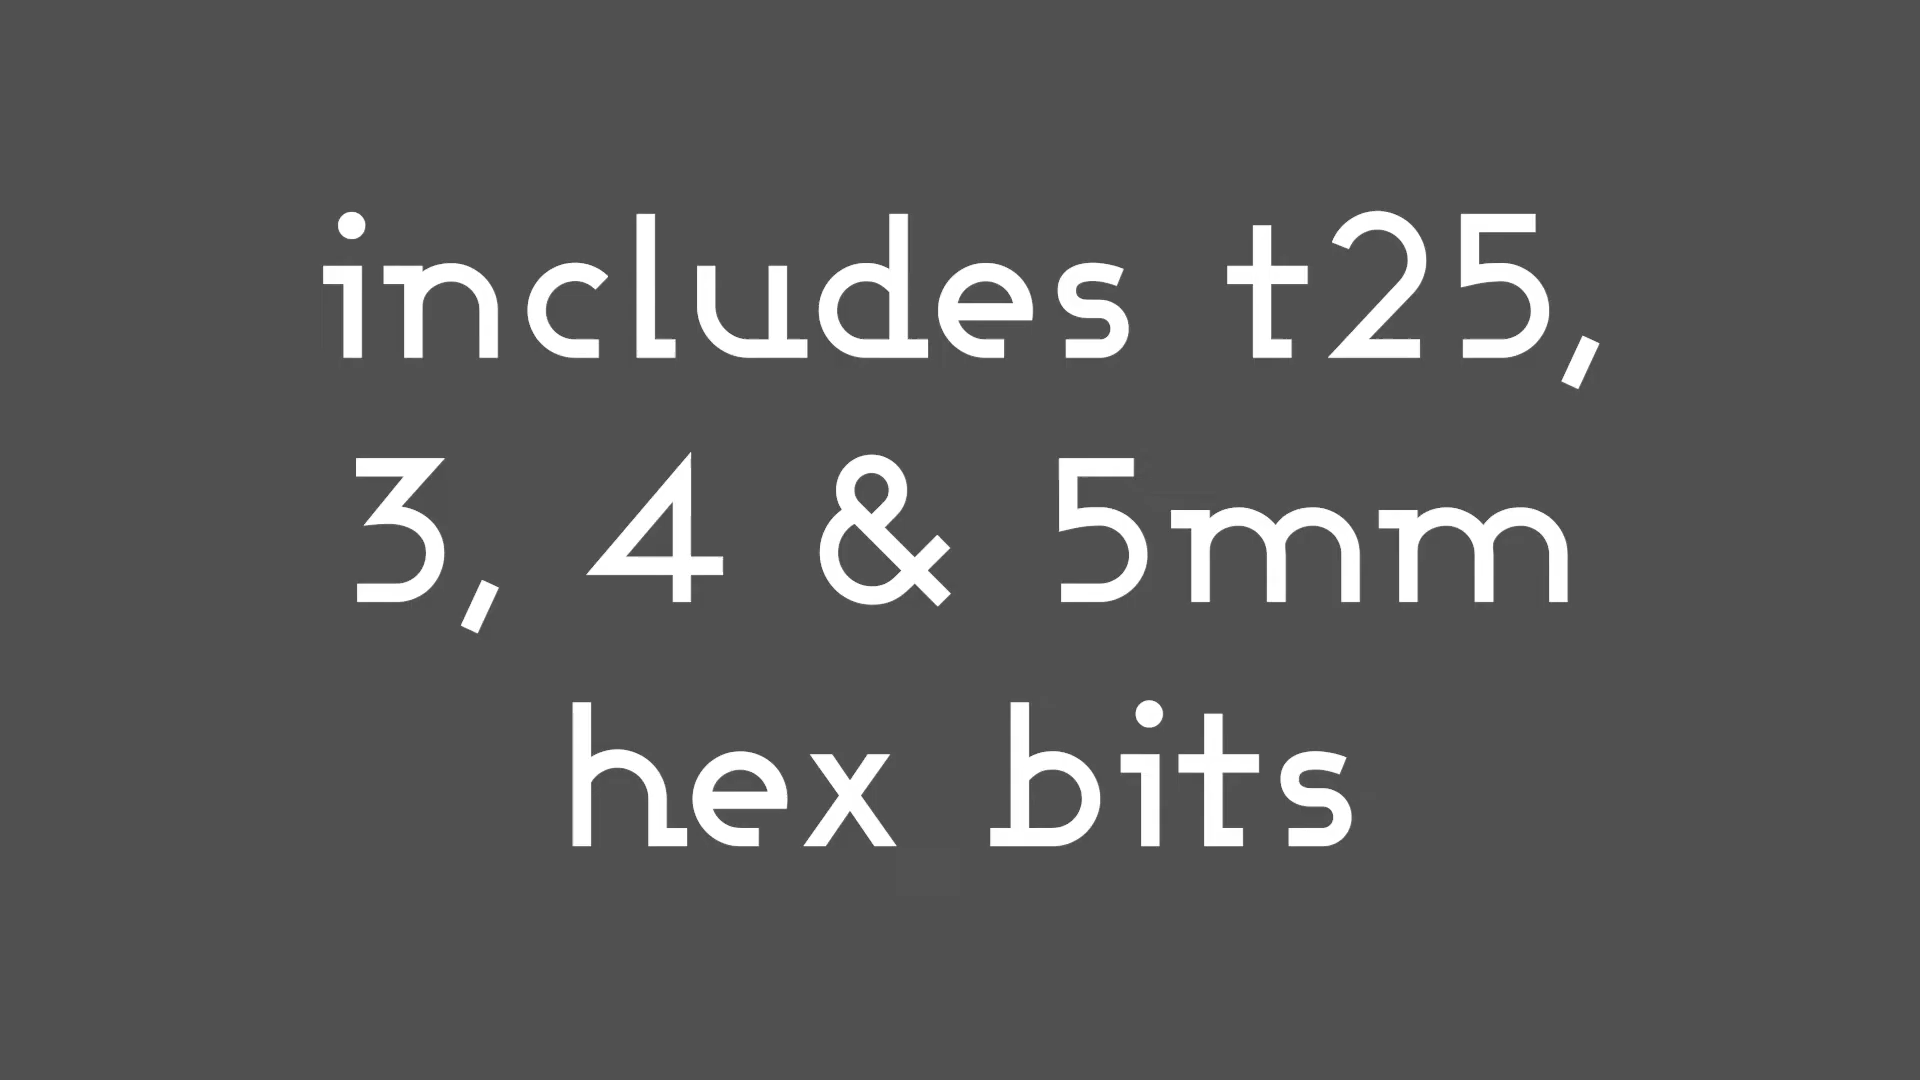 includes t25,
3, 4 & 5mm
hex bits